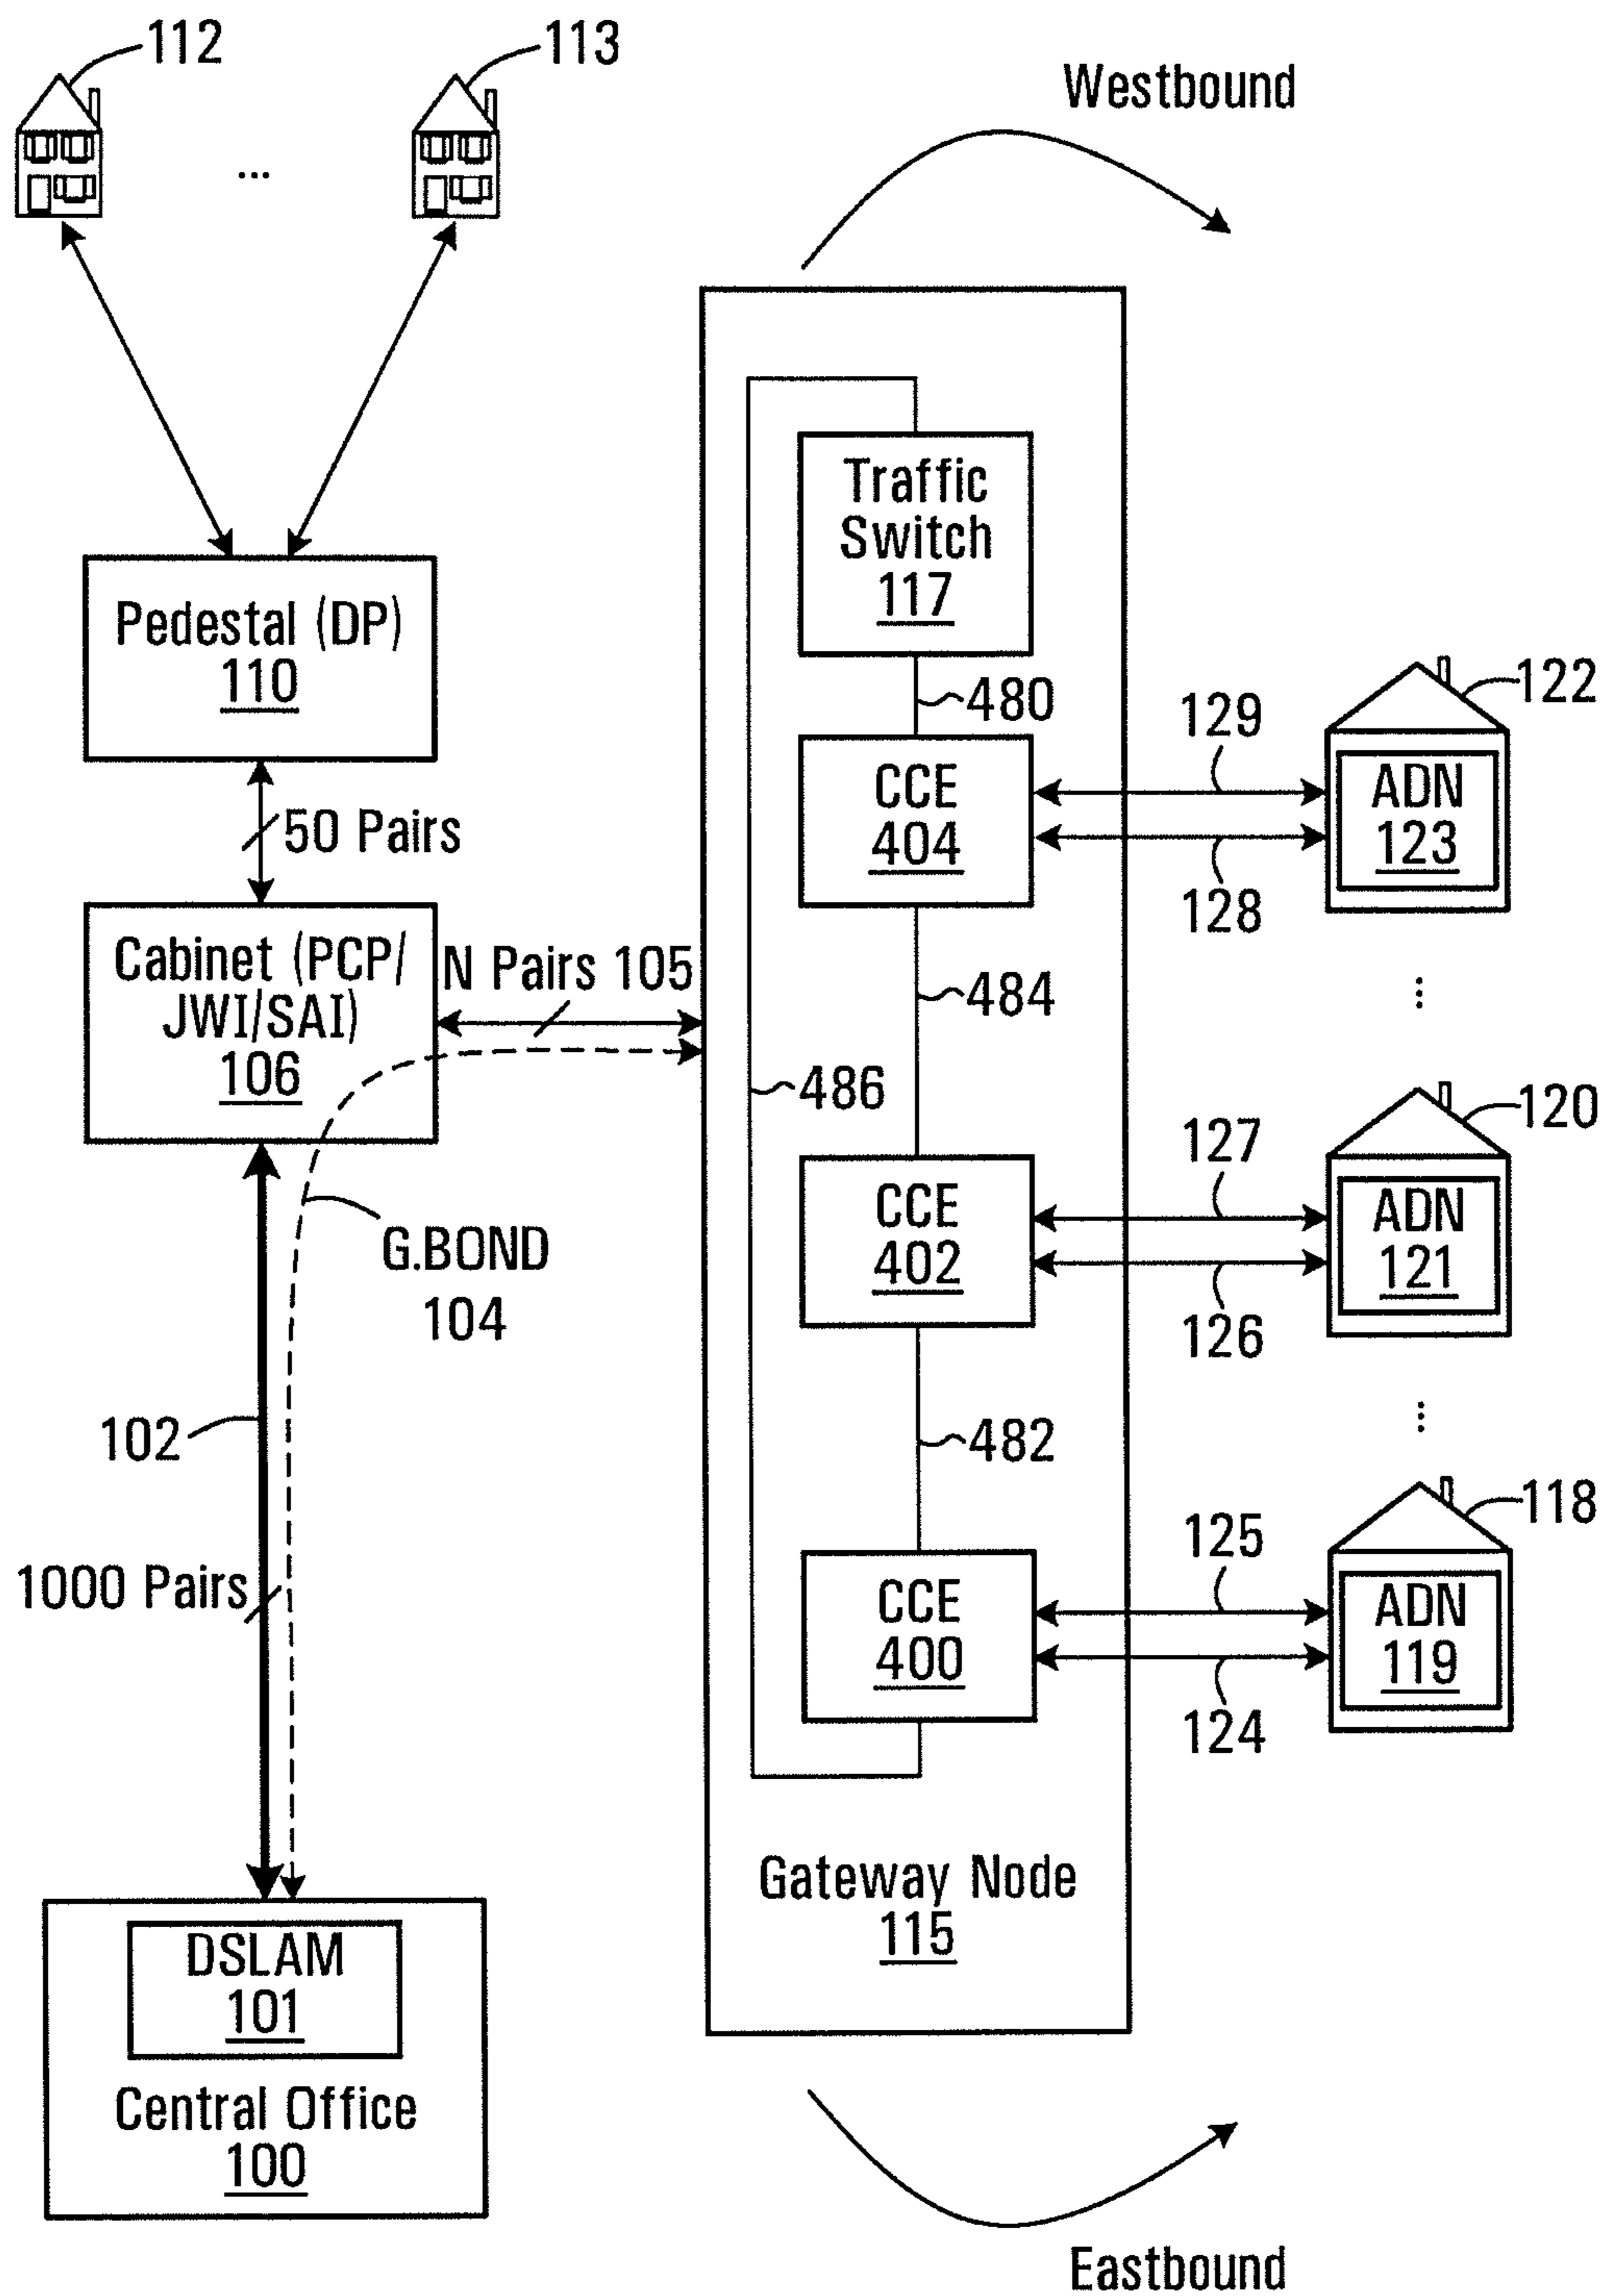 112
113
Westbound
...
Traffic
Switch
117
Pedestal (DP)
110
480
129
122
CCE
404
ADN
123
50 Pairs
128
Cabinet (PCP/
JWI/SAI)
106
N Pairs 105
484
...
486
127
120
CCE
402
ADN
121
G.BOND
104
126
102
482
...
125
118
1000 Pairs
CCE
400
ADN
119
124
Gateway Node
115
DSLAM
101
Central Office
100
Eastbound